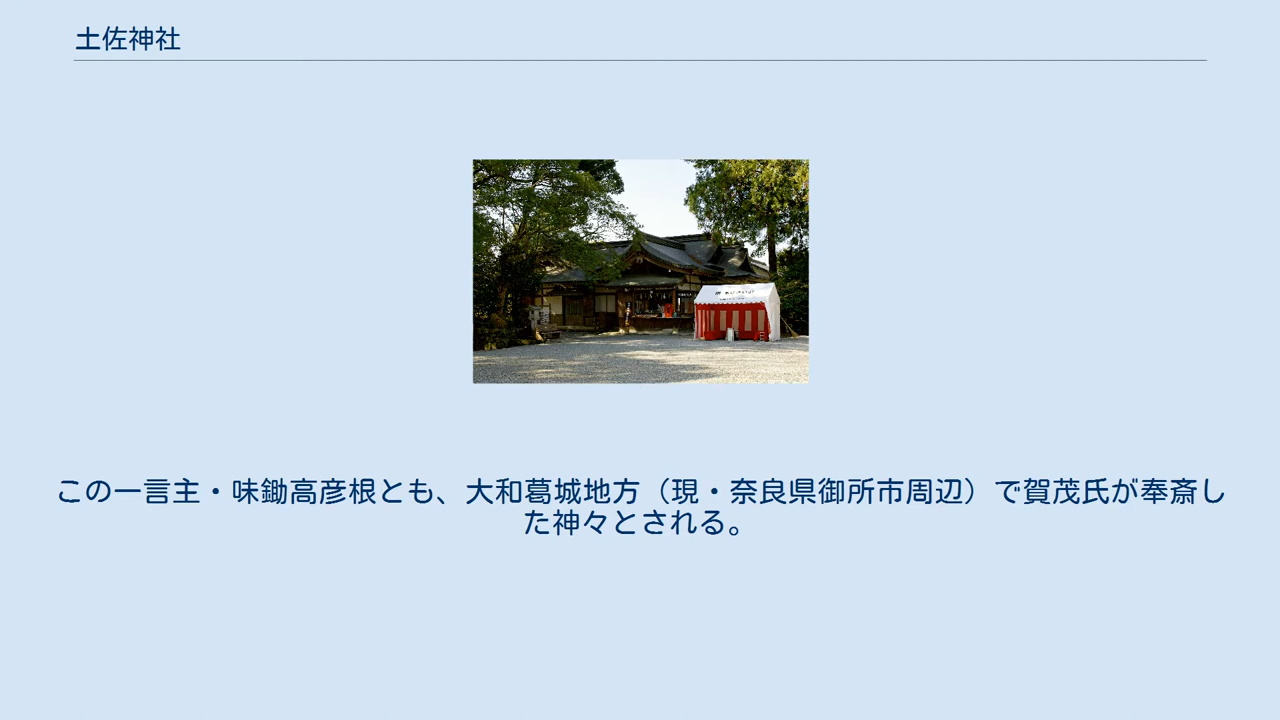 土佐神社
この一言主・味鋤高彦根とも、大和葛城地方（現・奈良県御所市周辺）で賀茂氏が奉斎し
た神々とされる。